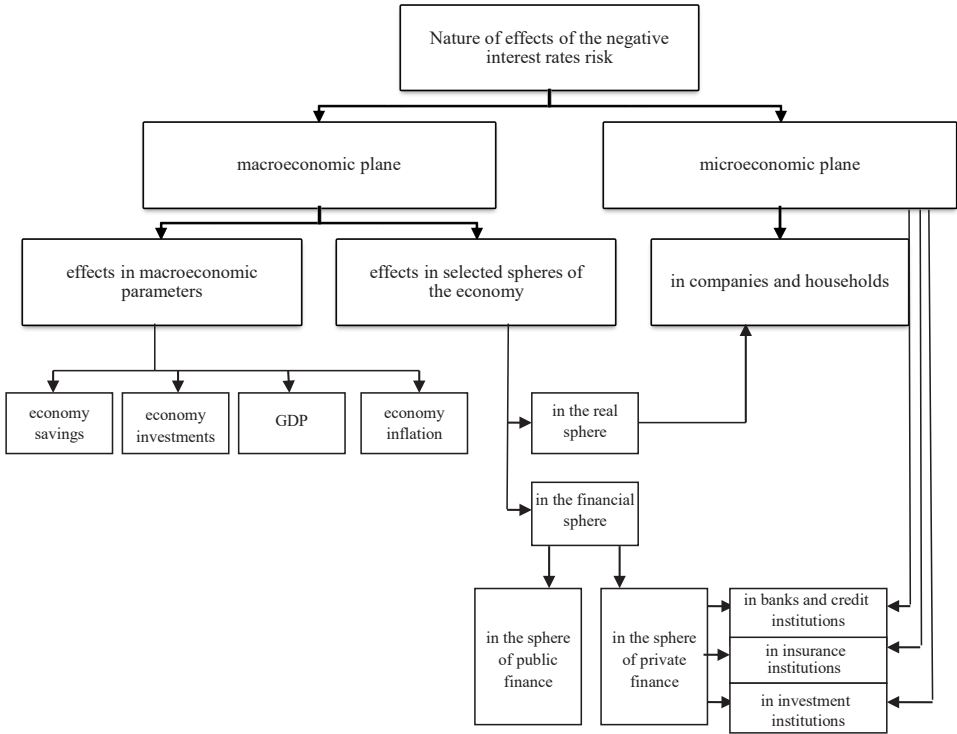 Nature of effects of the negative
interest rates risk
macroeconomic plane
microeconomic plane
effects in macroeconomic
parameters
effects in selected spheres of
the economy
in companies and households
economy
savings
economy
investments
GDP
economy
inflation
in the real
sphere
in the financial
sphere
in the sphere
of public
finance
in the sphere
of private
finance
in banks and credit
institutions
in insurance
institutions
in investment
institutions